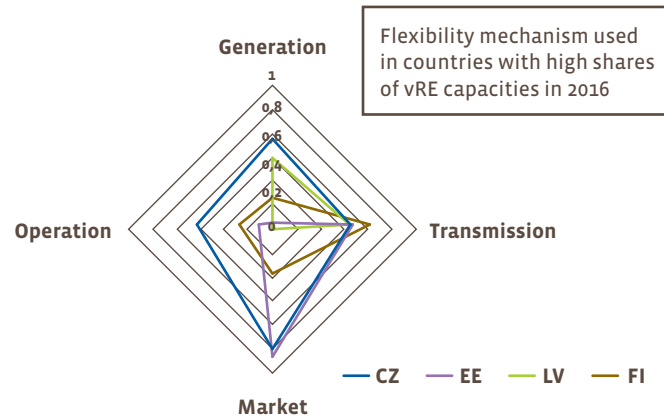 Flexibility mechanism used
in countries with high shares
of vRE capacities in 2016
Generation
1
0,8
0,6
0,4
0,2
0
Operation
Transmission
Market
CZ
EE
LV
FI